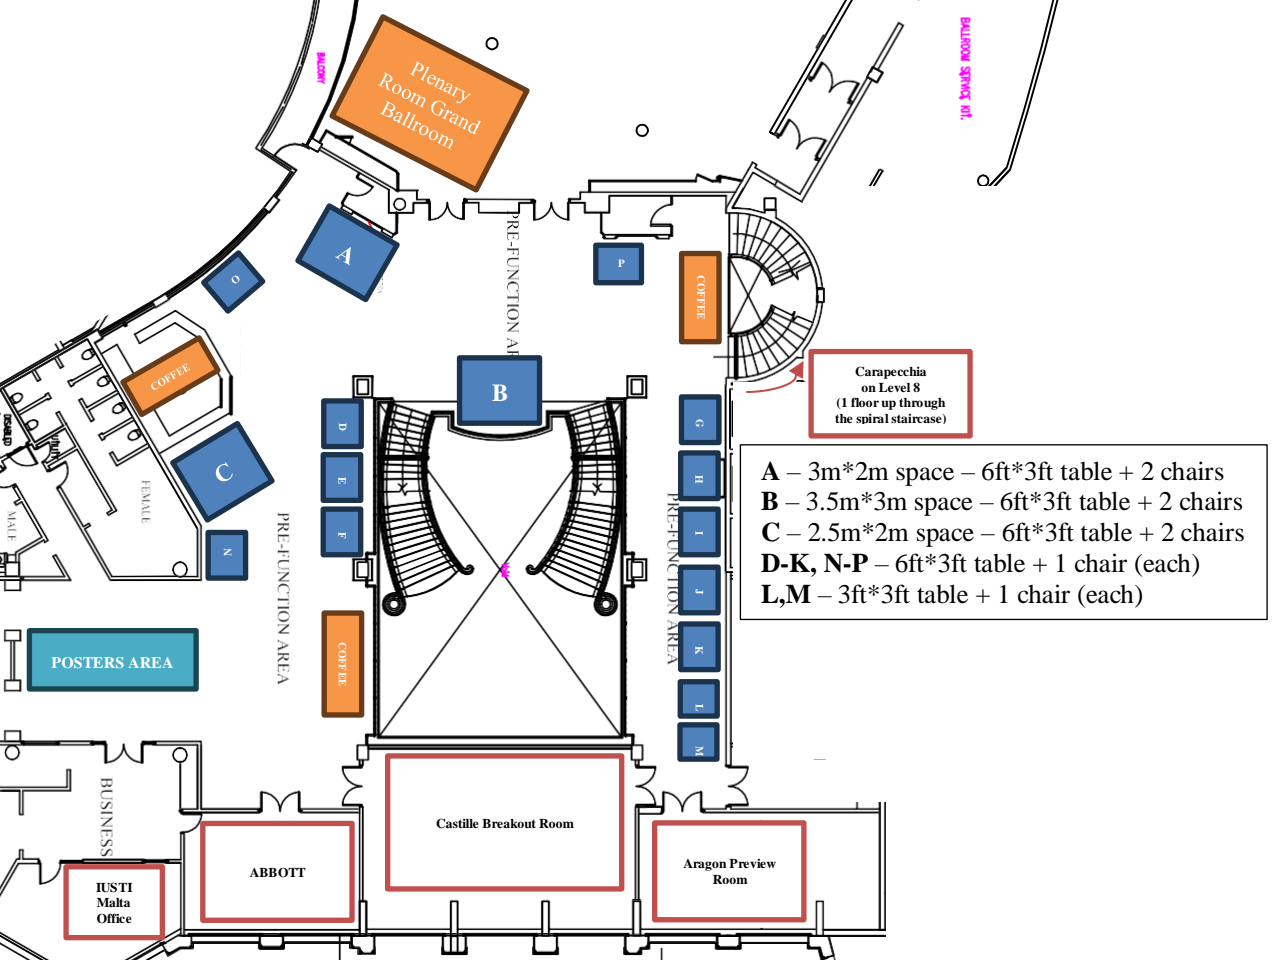 BALCONY
Plenary
Room Grand
Ballroom
BALLROOM SERVICE KIT.
A
PRE-FUNCTION AR
P
O
COFFEE
COFFEE
B
Carapecchia
on Level 8
(1 floor up through
the spiral staircase)
D
E
F
G
H
I
J
K
L
M
C
N
DISABLED
FEMALE
MALE
PRE-FUNCTION AREA
PRE-FUNCTION AREA
A – 3m*2m space – 6ft*3ft table + 2 chairs
B – 3.5m*3m space – 6ft*3ft table + 2 chairs
C – 2.5m*2m space – 6ft*3ft table + 2 chairs
D-K, N-P – 6ft*3ft table + 1 chair (each)
L,M – 3ft*3ft table + 1 chair (each)
COFFEE
POSTERS AREA
BUSINESS
Castille Breakout Room
ABBOTT
Aragon Preview
Room
IUSTI
Malta
Office